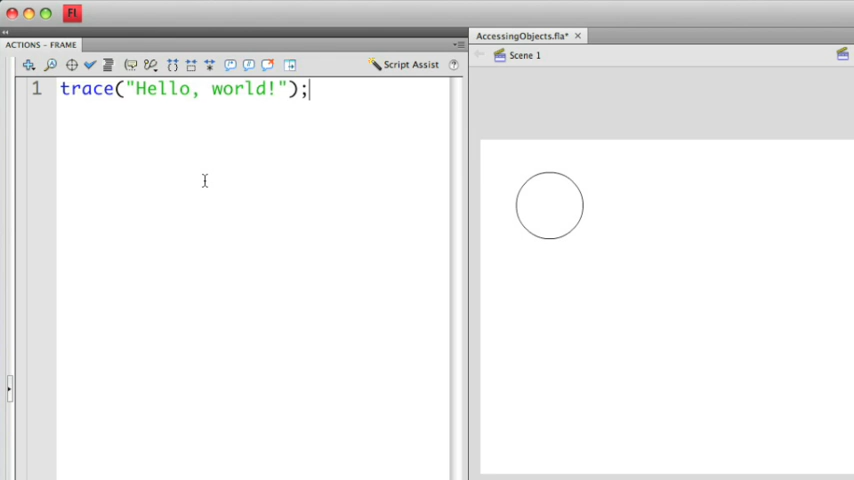 Fl
AccessingObjects.fla* ×
ACTIONS - FRAME
Scene 1
Script Assist ?
1 trace("Hello, world!");